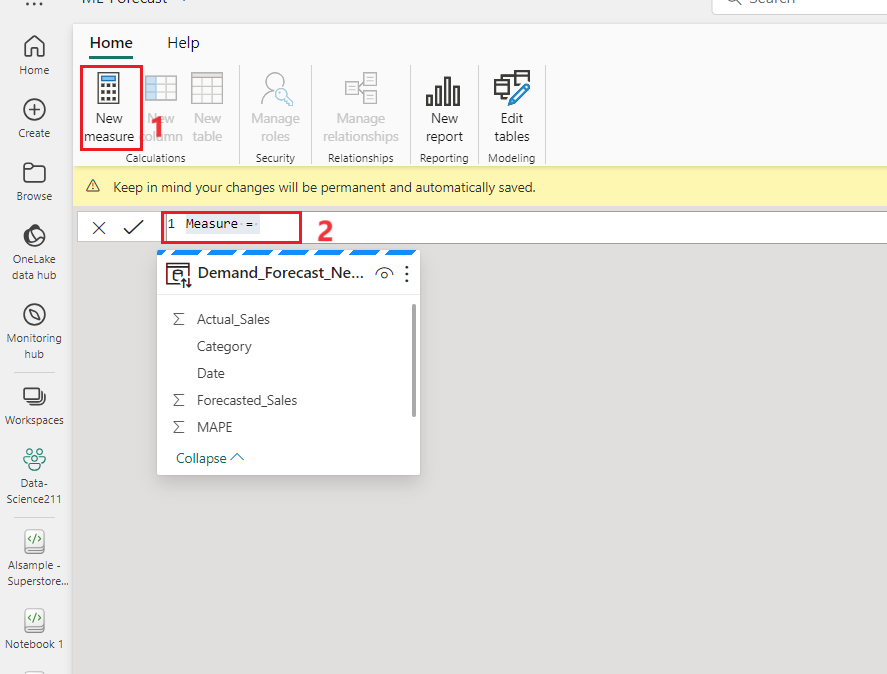 ML Forecast
Search
Home
Help
New
measure
1
New
column
New
table
Manage
roles
Manage
relationships
New
report
Edit
tables
Calculations
Security
Relationships
Reporting
Modeling
Keep in mind your changes will be permanent and automatically saved.
1 Measure =
2
Demand_Forecast_Ne...
Actual_Sales
Category
Date
Forecasted_Sales
MAPE
Collapse
Home
Create
Browse
OneLake
data hub
Monitoring
hub
Workspaces
Data-
Science211
AIsample -
Superstore...
Notebook 1